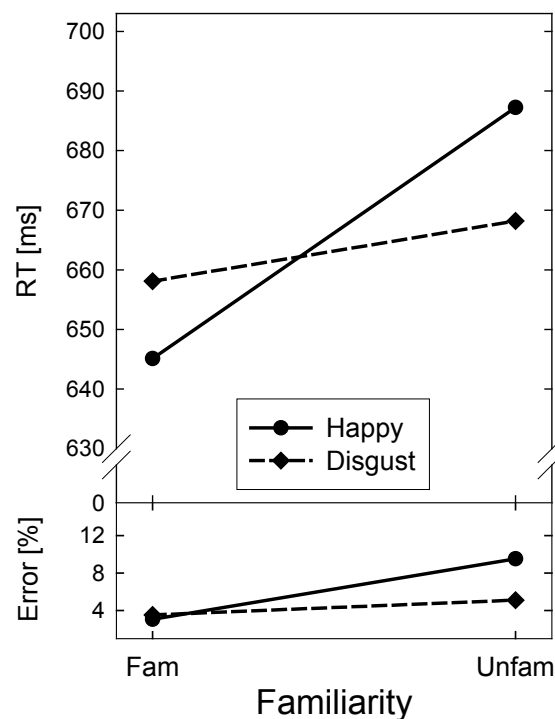 700
690
680
670
660
650
640
630
0
RT [ms]
Happy
Disgust
12
8
4
Error [%]
Fam
Unfam
Familiarity